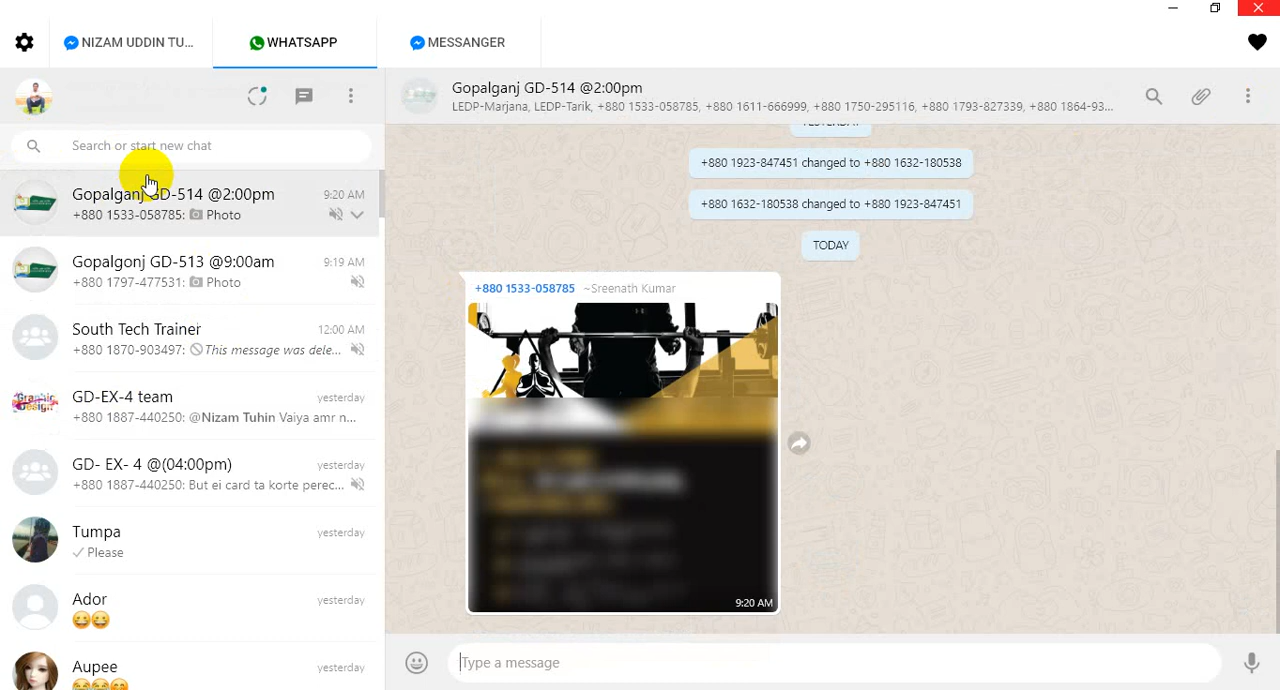 NIZAM UDDIN TU...
WHATSAPP
MESSANGER
Search or start new chat
Gopalganj GD-514 @2:00pm
9:20 AM
+880 1533-058785: Photo
Gopalgonj GD-513 @9:00am
9:19 AM
+880 1797-477531: Photo
South Tech Trainer
12:00 AM
+880 1870-903497: This message was dele...
GD-EX-4 team
yesterday
+880 1887-440250: @Nizam Tuhin Vaiya amr n...
GD- EX- 4 @(04:00pm)
yesterday
+880 1887-440250: But ei card ta korte perec...
Tumpa
yesterday
Please
Ador
yesterday
Aupee
yesterday
Gopalganj GD-514 @2:00pm
LEDP-Marjana, LEDP-Tarik, +880 1533-058785, +880 1611-666999, +880 1750-295116, +880 1793-827339, +880 1864-93...
YESTERDAY
+880 1923-847451 changed to +880 1632-180538
+880 1632-180538 changed to +880 1923-847451
TODAY
+880 1533-058785 ~Sreenath Kumar
9:20 AM
Type a message